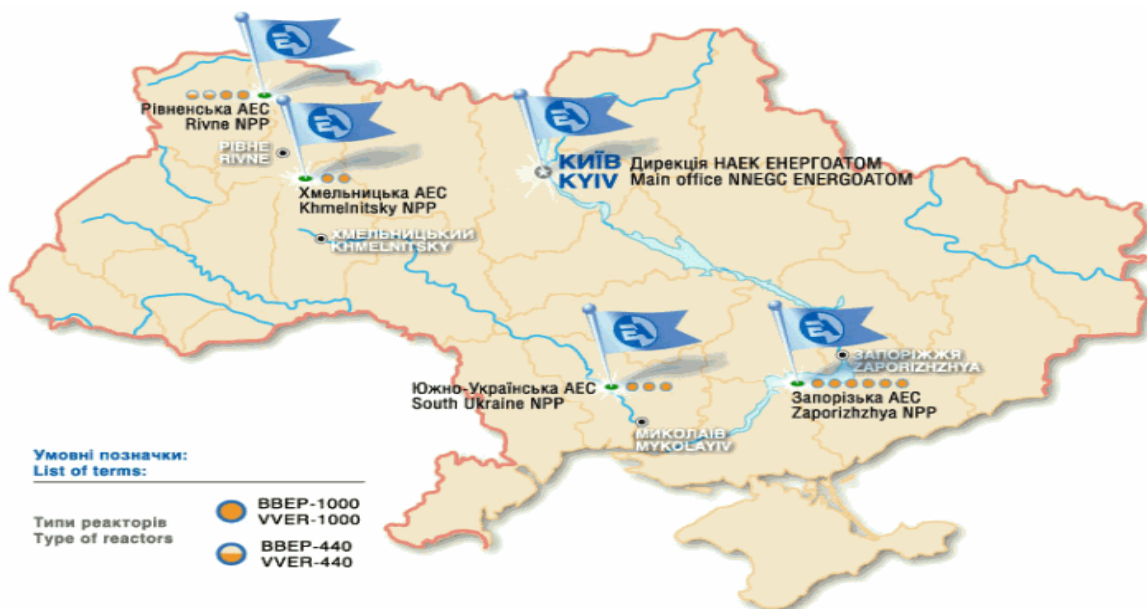 Рівненська АЕС
Rivne NPP
РІВНЕ
RIVNE
Хмельницька АЕС
Khmelnitsky NPP
ХМЕЛЬНИЦЬКИЙ
KHMELNITSKY
КИЇВ
KYIV
Дирекція НАЕК ЕНЕРГОАТОМ
Main office NNEGC ENERGOATOM
Южно-Українська АЕС
South Ukraine NPP
МИКОЛАЇВ
MYKOLAYIV
ЗАПОРІЖЖЯ
ZAPORIZHZHYA
Запорізька АЕС
Zaporizhzhya NPP
Умовні позначки:
List of terms:
Типи реакторів
Type of reactors
ВВЕР-1000
VVER-1000
ВВЕР-440
VVER-440